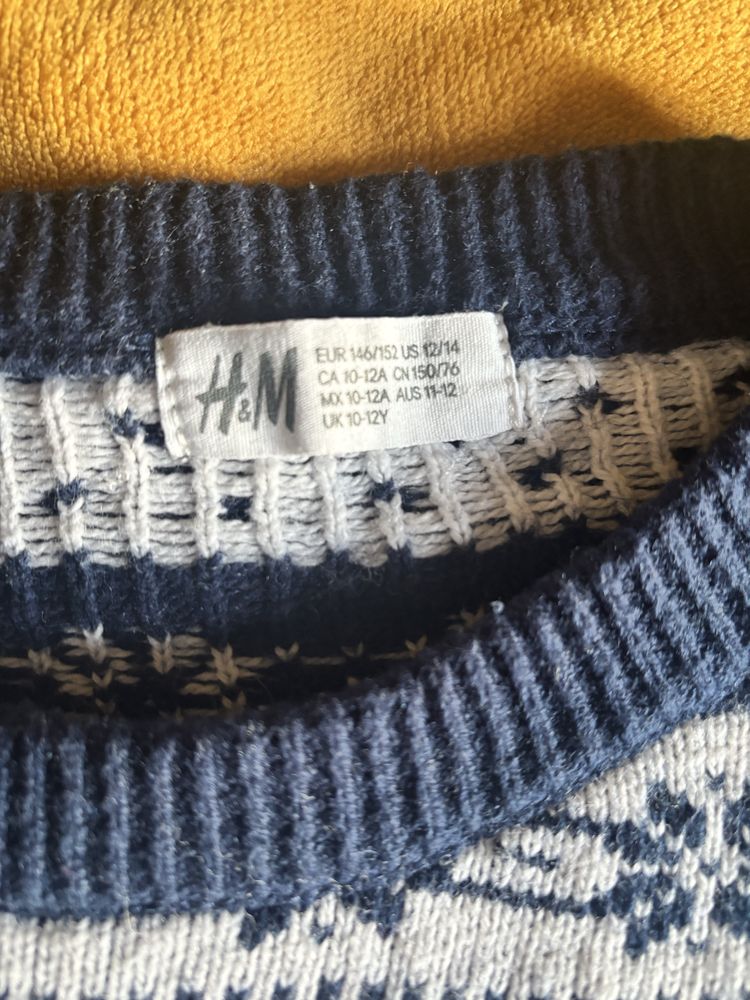 H&M
EUR 146/152 US 12/14
CA 10-12A CN 150/76
MX 10-12A AUS 11-12
UK 10-12Y